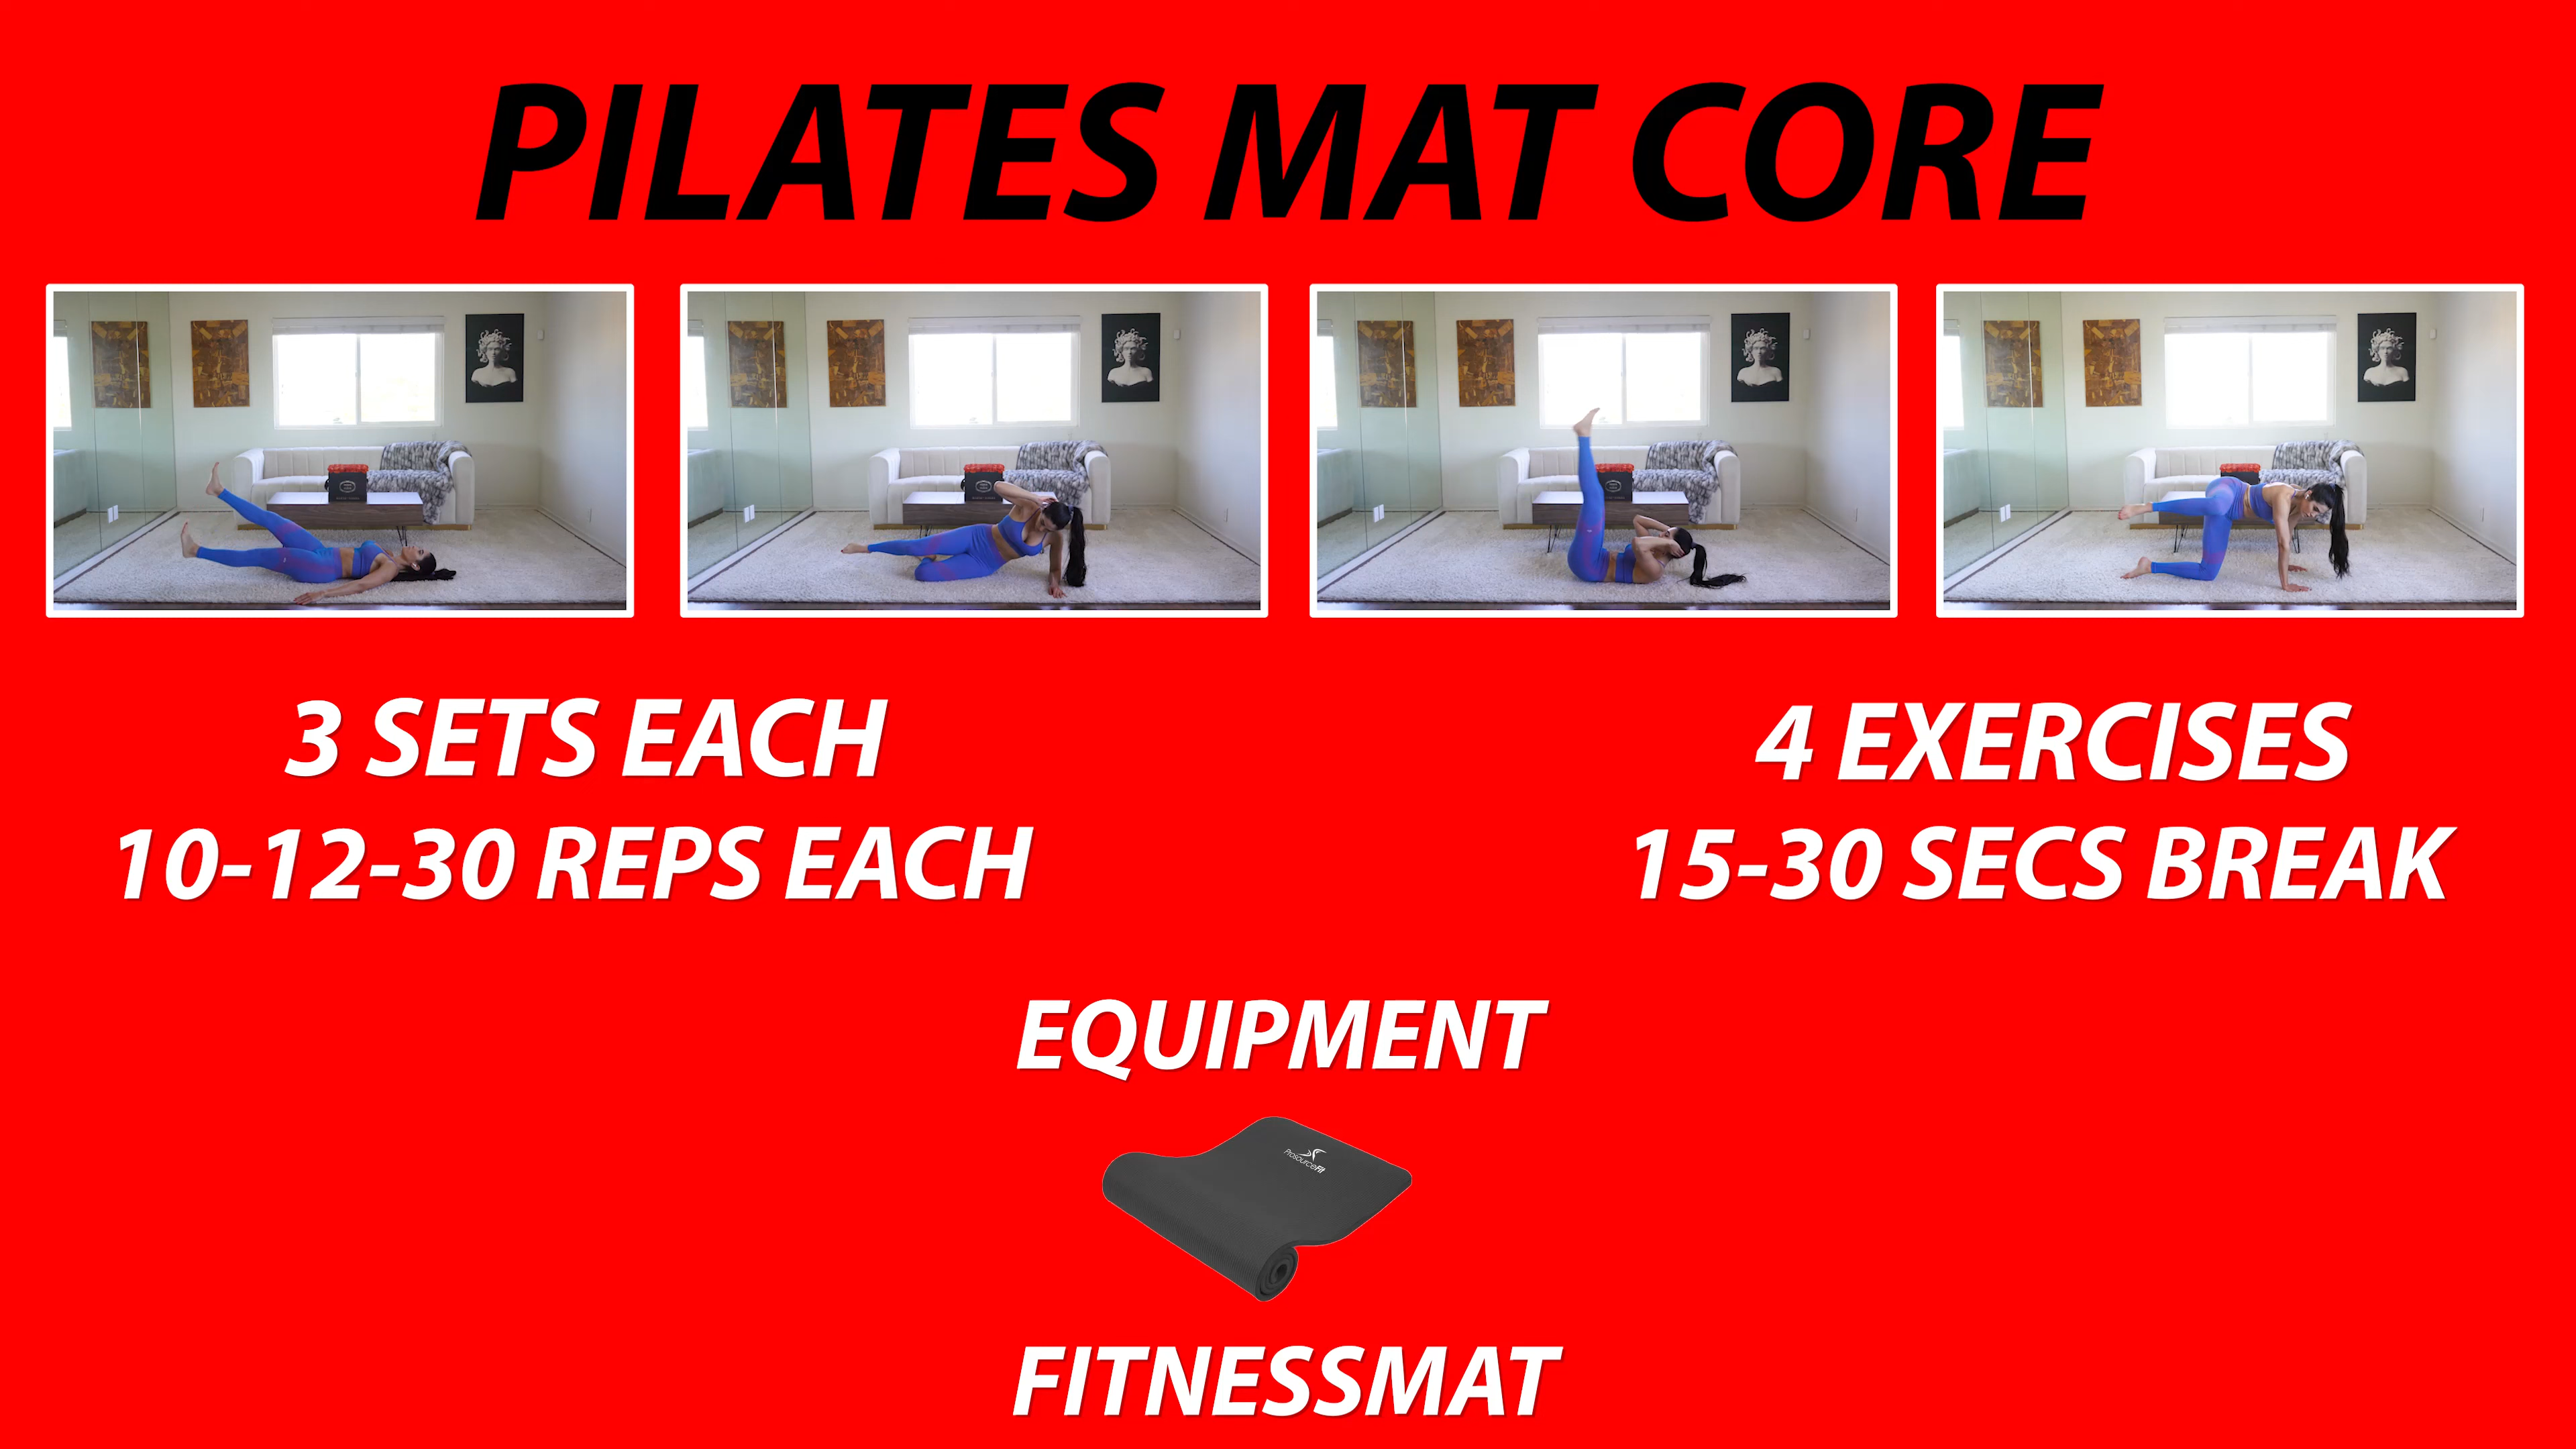 PILATES MAT CORE
3 SETS EACH
10-12-30 REPS EACH
4 EXERCISES
15-30 SECS BREAK
EQUIPMENT
ProsourceFit
FITNESSMAT